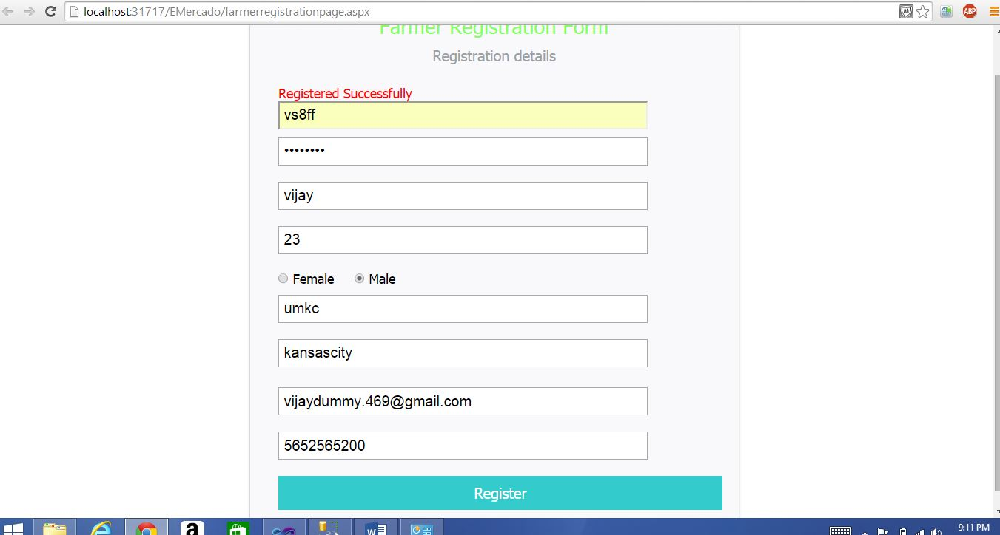 localhost:31717/EMercado/farmerregistrationpage.aspx
ABP
Farmer Registration Form
Registration details
Registered Successfully
vs8ff
••••••••
vijay
23
Female Male
umkc
kansascity
vijaydummy.469@gmail.com
5652565200
Register
9:11 PM